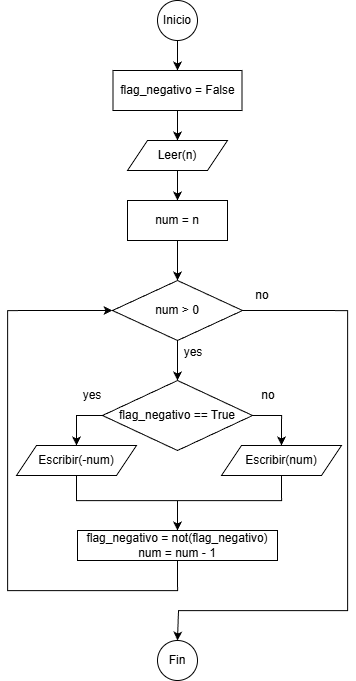 Inicio
flag_negativo = False
Leer(n)
num = n
num > 0
no
yes
yes
flag_negativo == True
no
Escribir(-num)
Escribir(num)
flag_negativo = not(flag_negativo)
num = num - 1
Fin